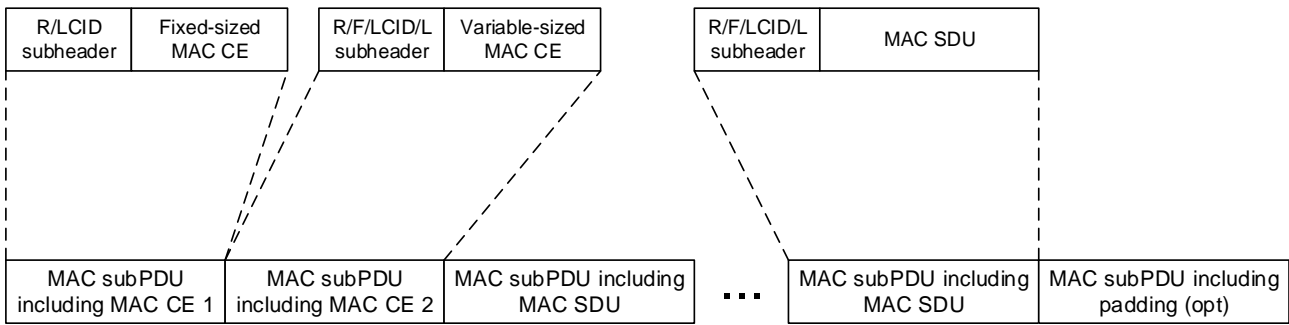 R/LCID
subheader
Fixed-sized
MAC CE
R/F/LCID/L
subheader
Variable-sized
MAC CE
R/F/LCID/L
subheader
MAC SDU
MAC subPDU
including MAC CE 1
MAC subPDU
including MAC CE 2
MAC subPDU including
MAC SDU
...
MAC subPDU including
MAC SDU
MAC subPDU including
padding (opt)